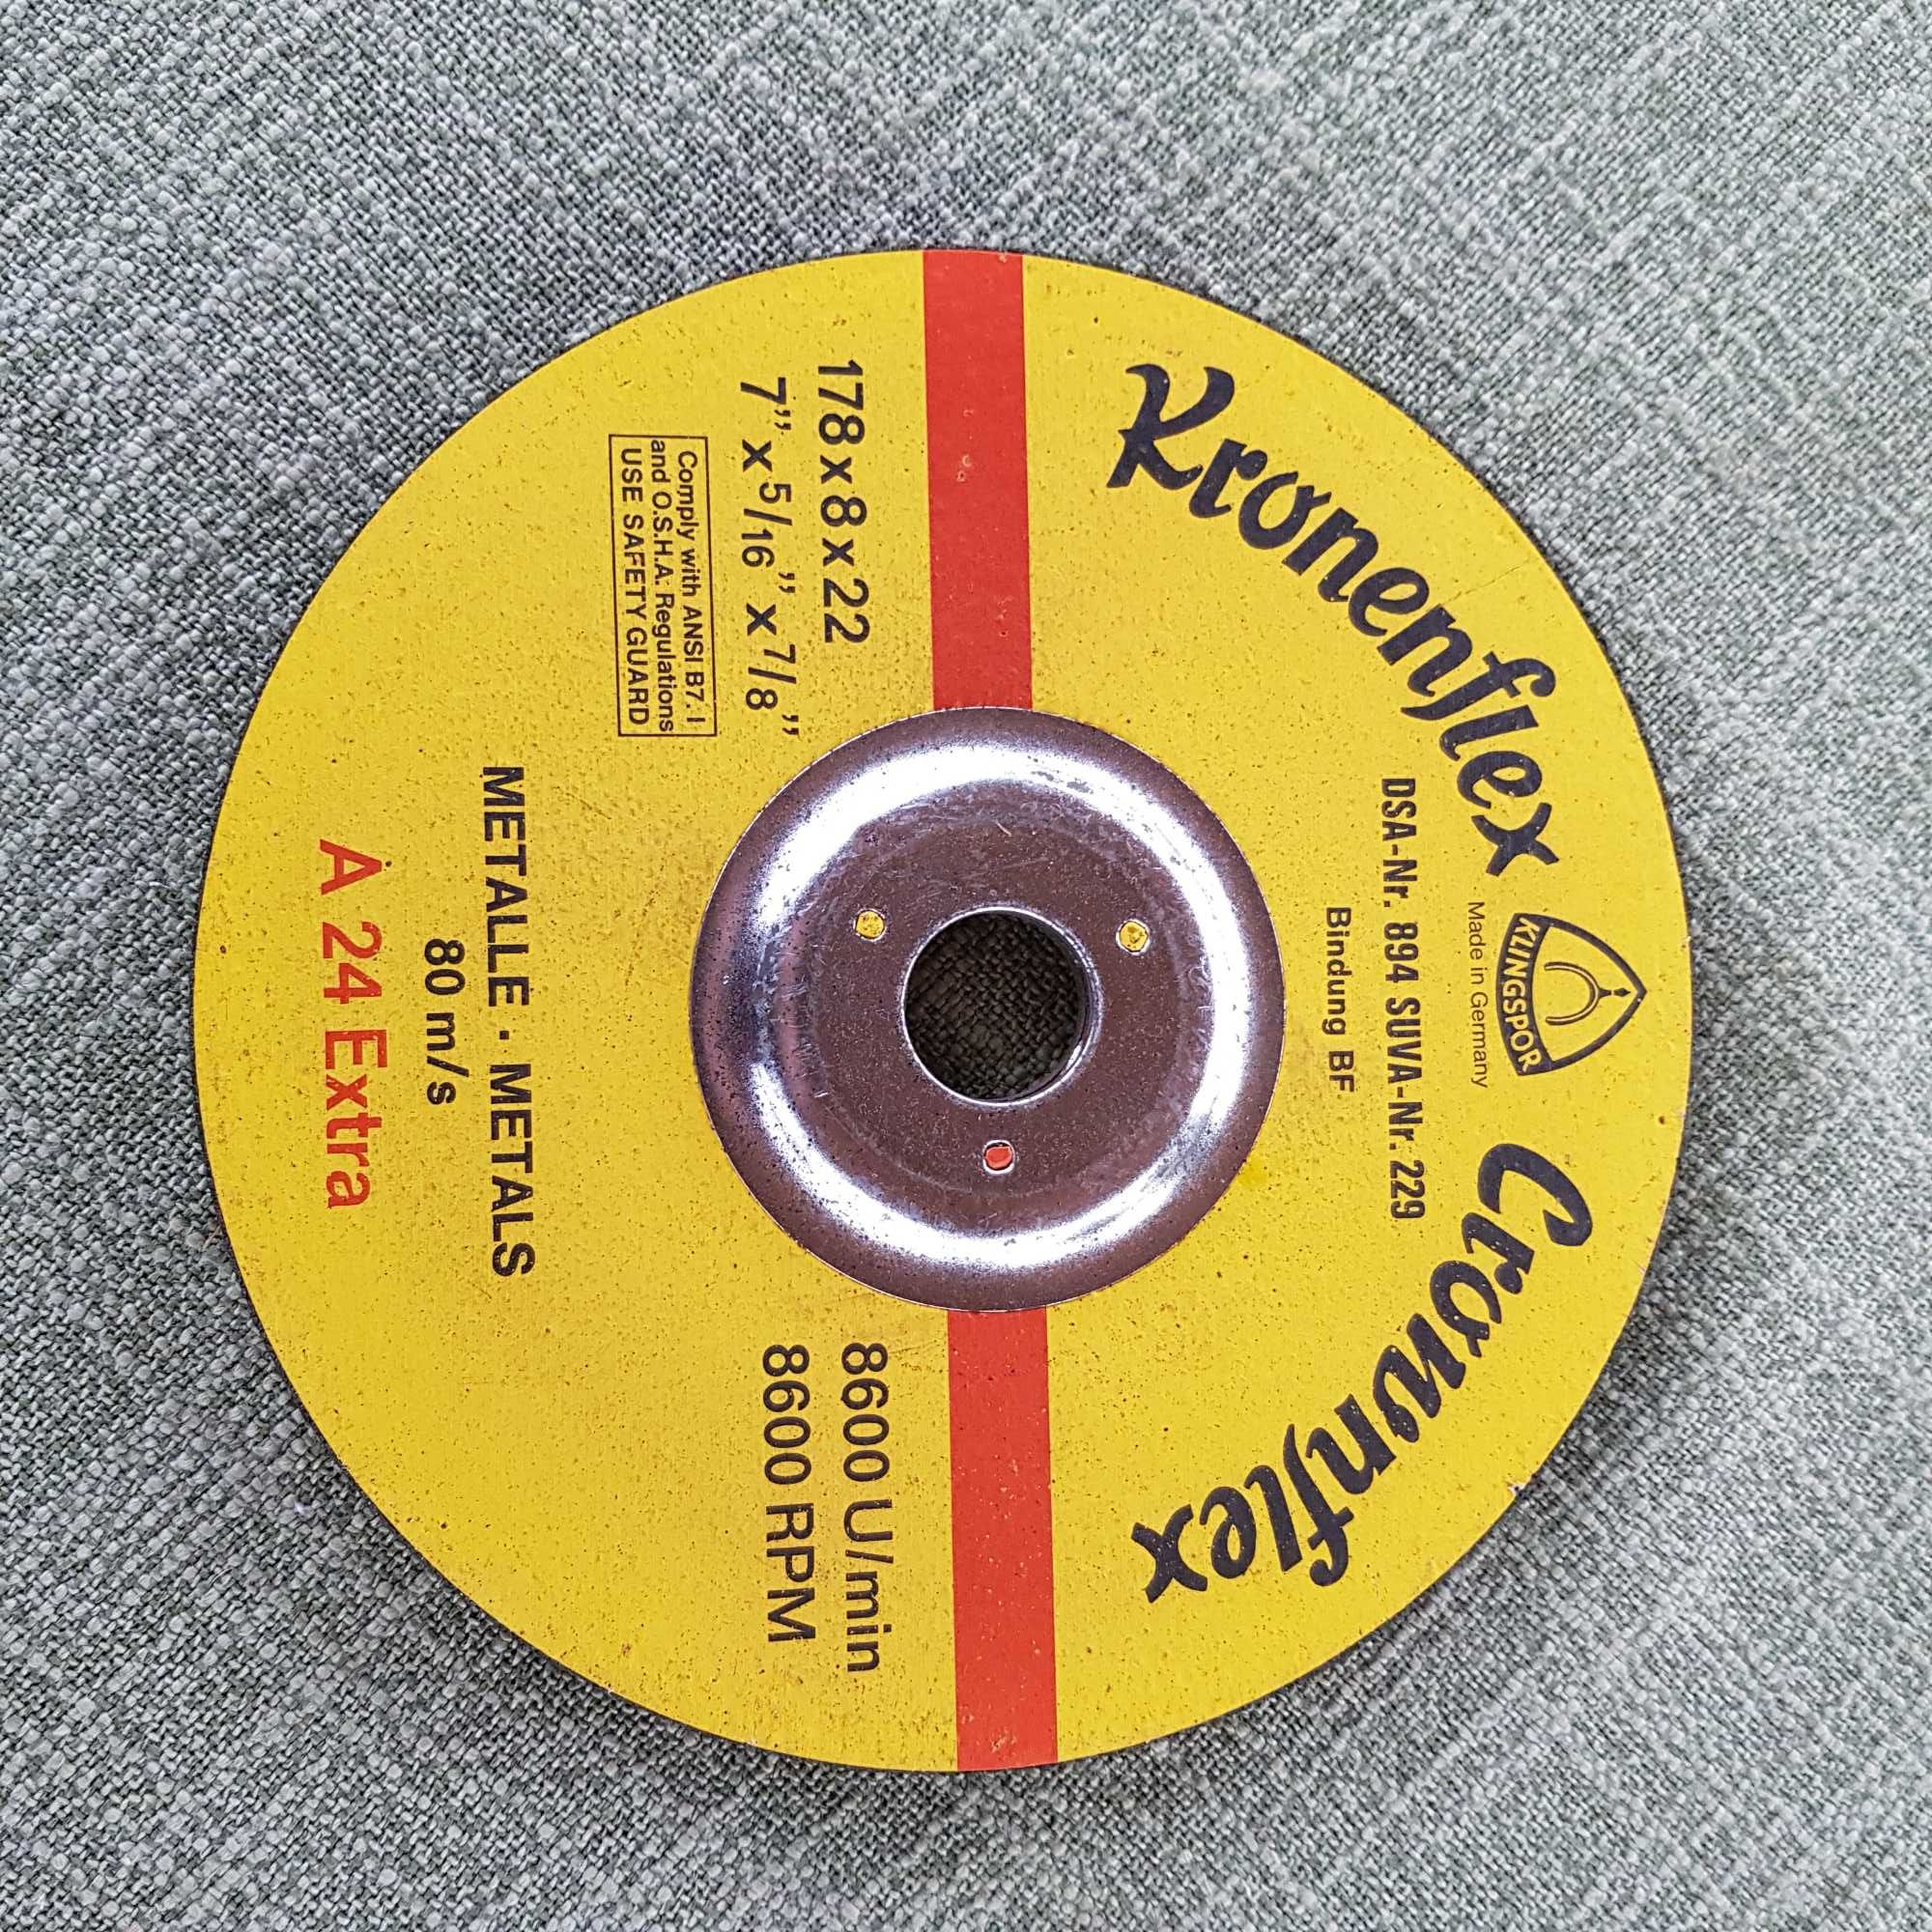 Kronenflex
KLINGSPOR
Crownflex
Made in Germany
DSA-Nr. 894 SUVA-Nr. 229
Bindung BF
178 x 8 x 22
7" x 5/16" x 7/8"
Comply with ANSI B7.1
and O.S.H.A. Regulations
USE SAFETY GUARD
8600 U/min
8600 RPM
METALLE · METALS
80 m/s
A 24 Extra